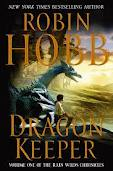 NEW YORK TIMES BESTSELLING AUTHOR
ROBIN
HOBB
DRAGON
KEEPER
VOLUME ONE OF THE RAIN WILDS CHRONICLES